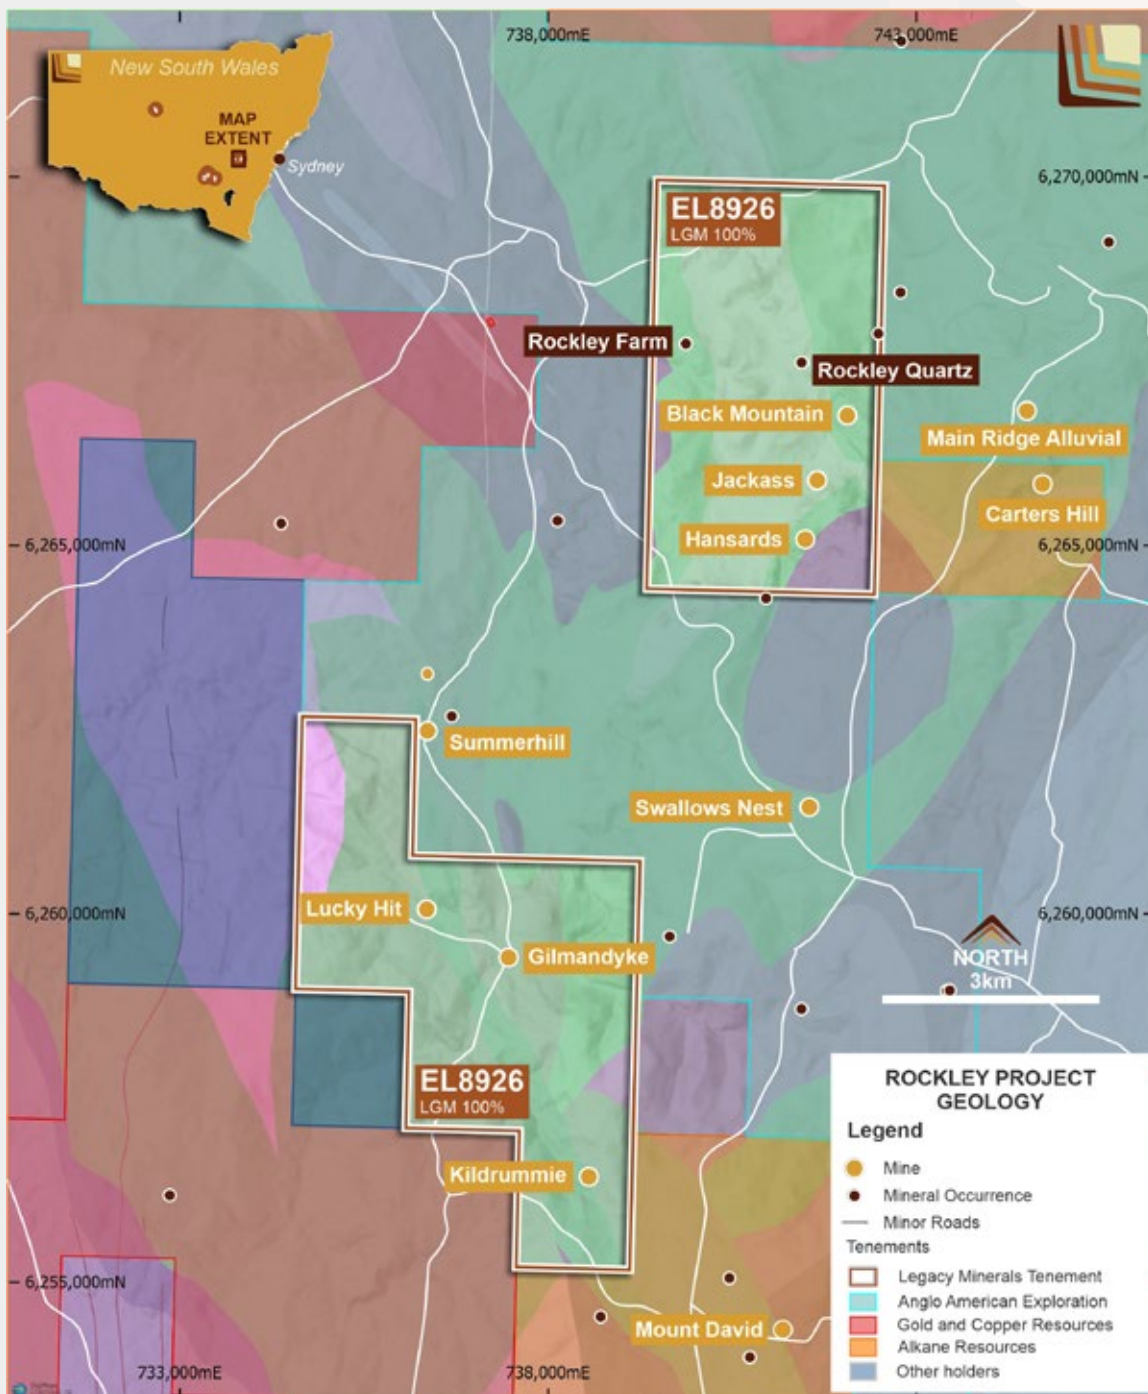 738,000mE
743,000mE
New South Wales
MAP
EXTENT
Sydney
6,270,000mN
EL8926
LGM 100%
Rockley Farm
Rockley Quartz
Black Mountain
Main Ridge Alluvial
Jackass
Carters Hill
Hansards
6,265,000mN
6,265,000mN
Summerhill
Swallows Nest
Lucky Hit
6,260,000mN
6,260,000mN
Gilmandyke
NORTH
3km
EL8926
LGM 100%
Kildrummie
6,255,000mN
Mount David
733,000mE
738,000mE
ROCKLEY PROJECT
GEOLOGY
Legend
Mine
Mineral Occurrence
Minor Roads
Tenements
Legacy Minerals Tenement
Anglo American Exploration
Gold and Copper Resources
Alkane Resources
Other holders